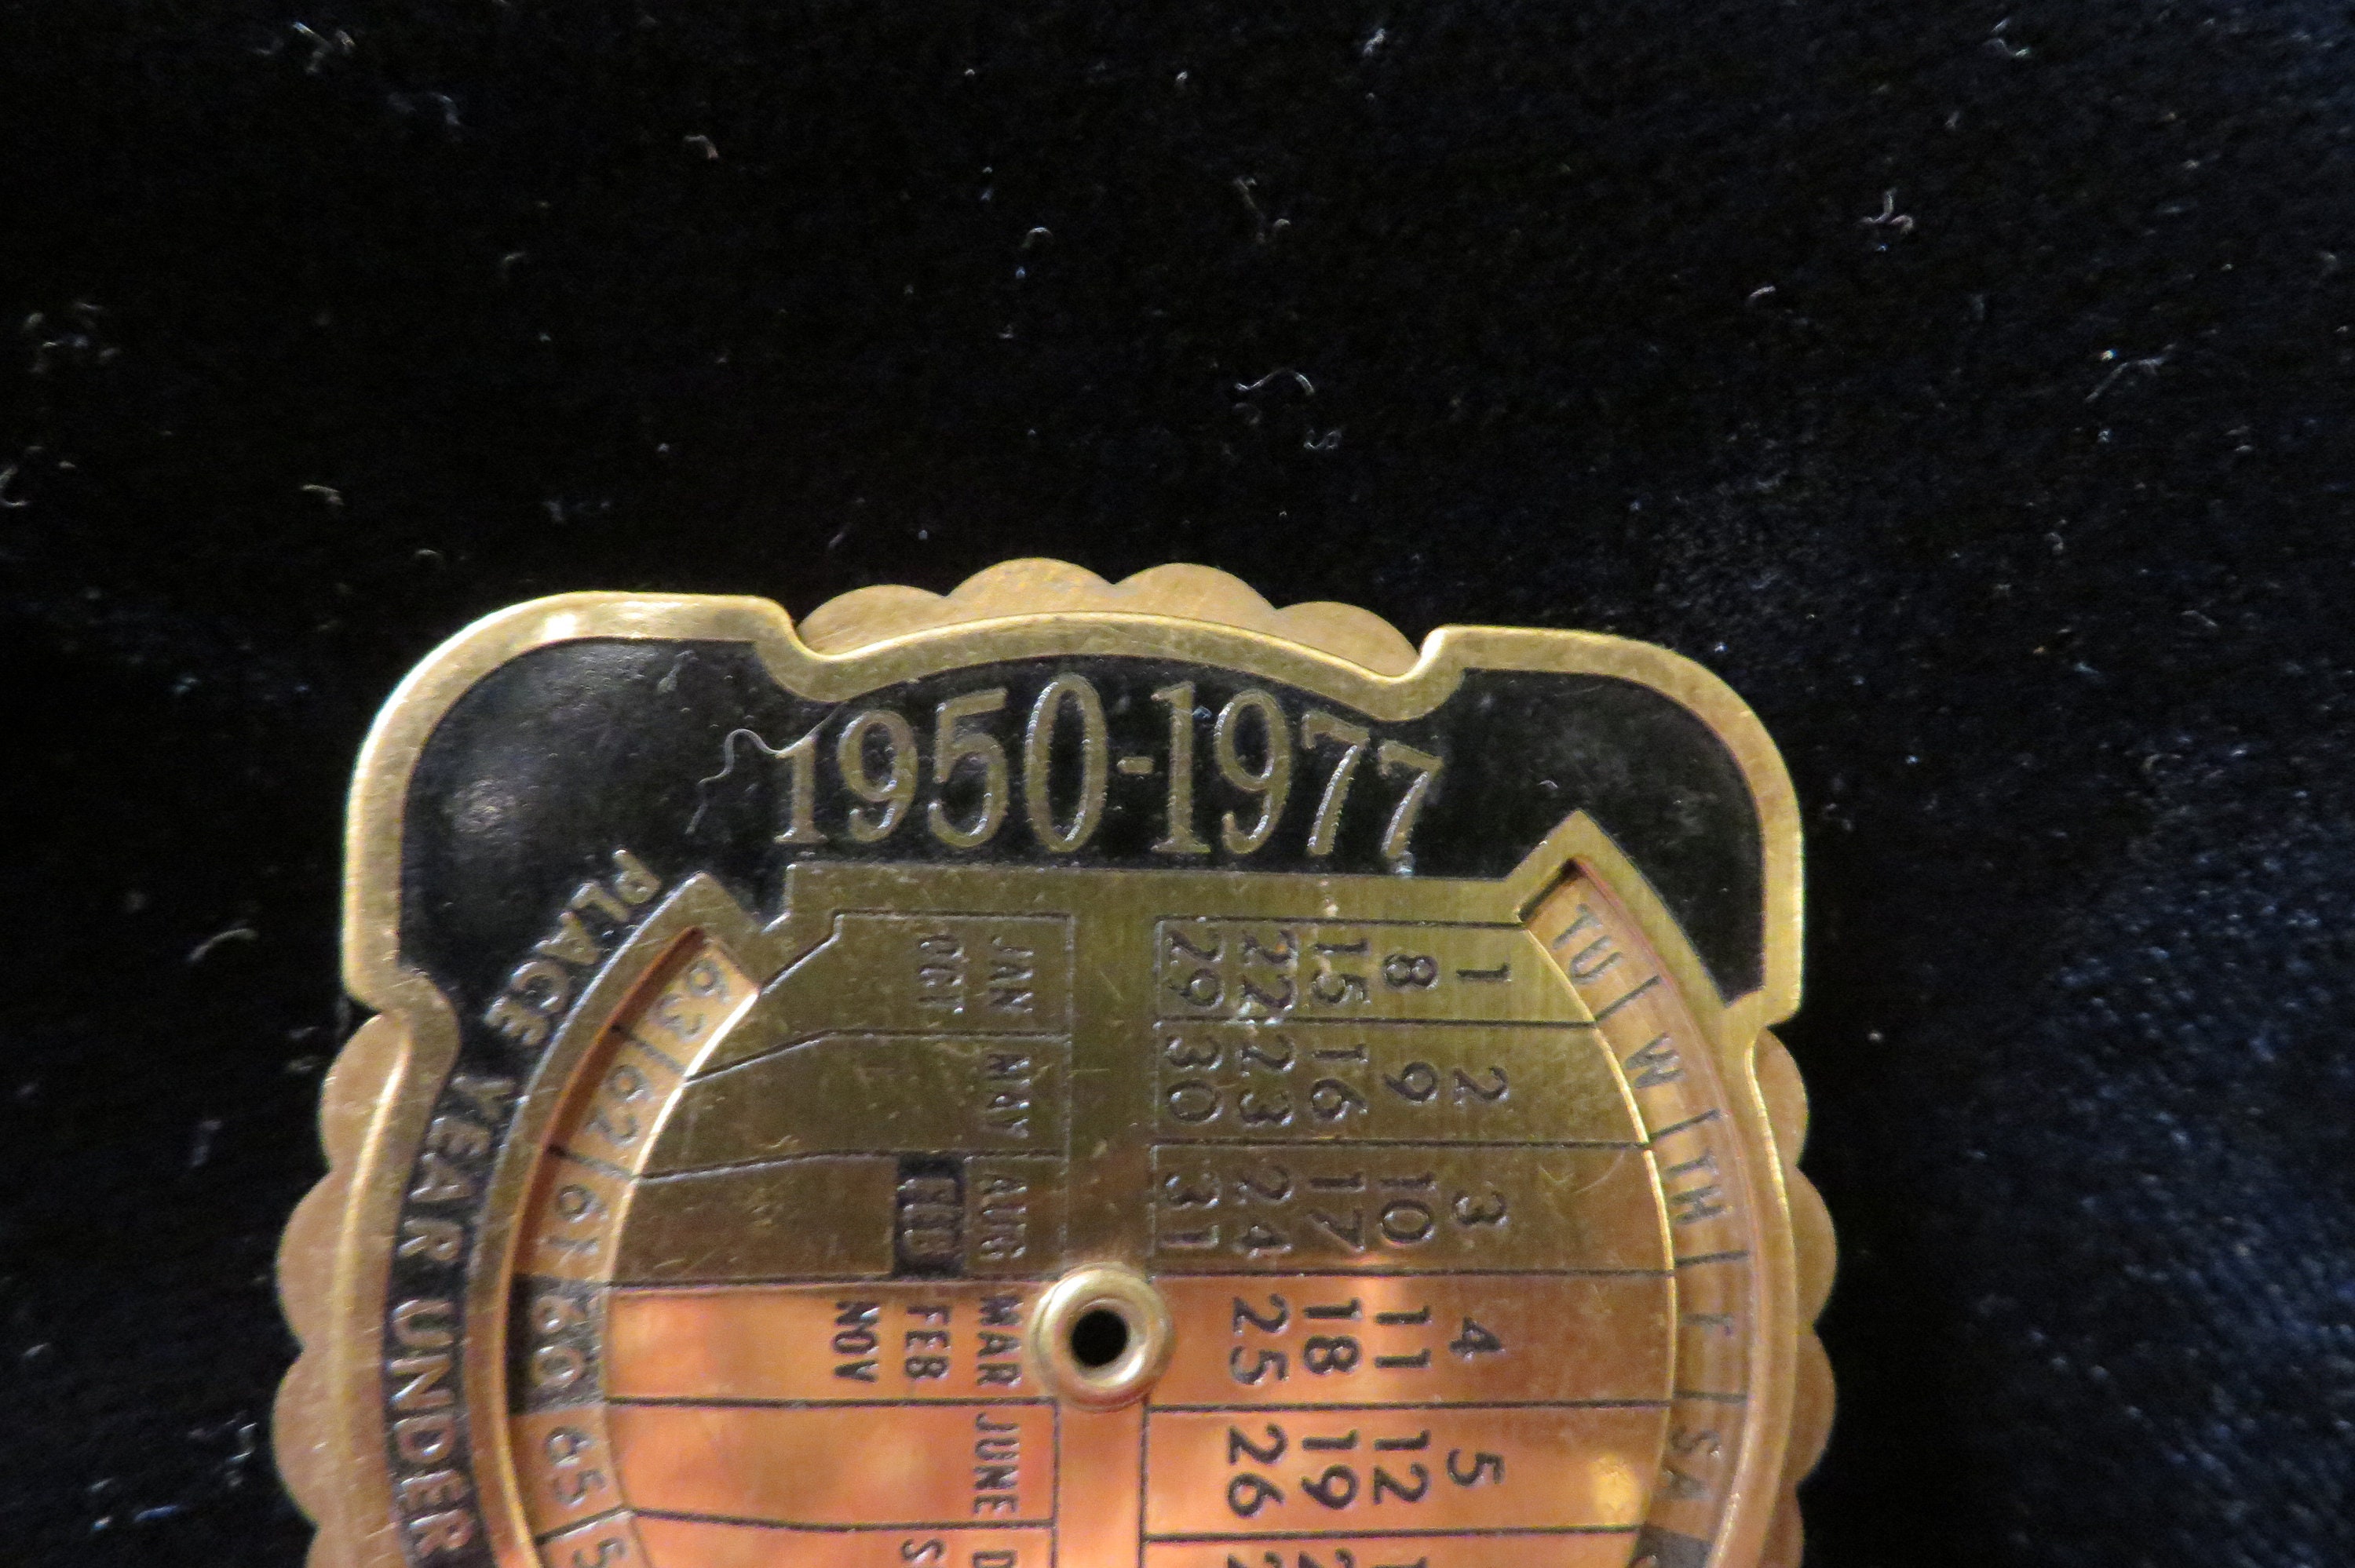 1950-1977
PLACE YEAR UNDER
63 62 61 60 65
JAN MAY AUG MAR JUNE
OCT FEB FEB
NOV
1 2 3 4 5
8 9 10 11 12
15 16 17 18 19
22 23 24 25 26
29 30 31
TU W TH F SA